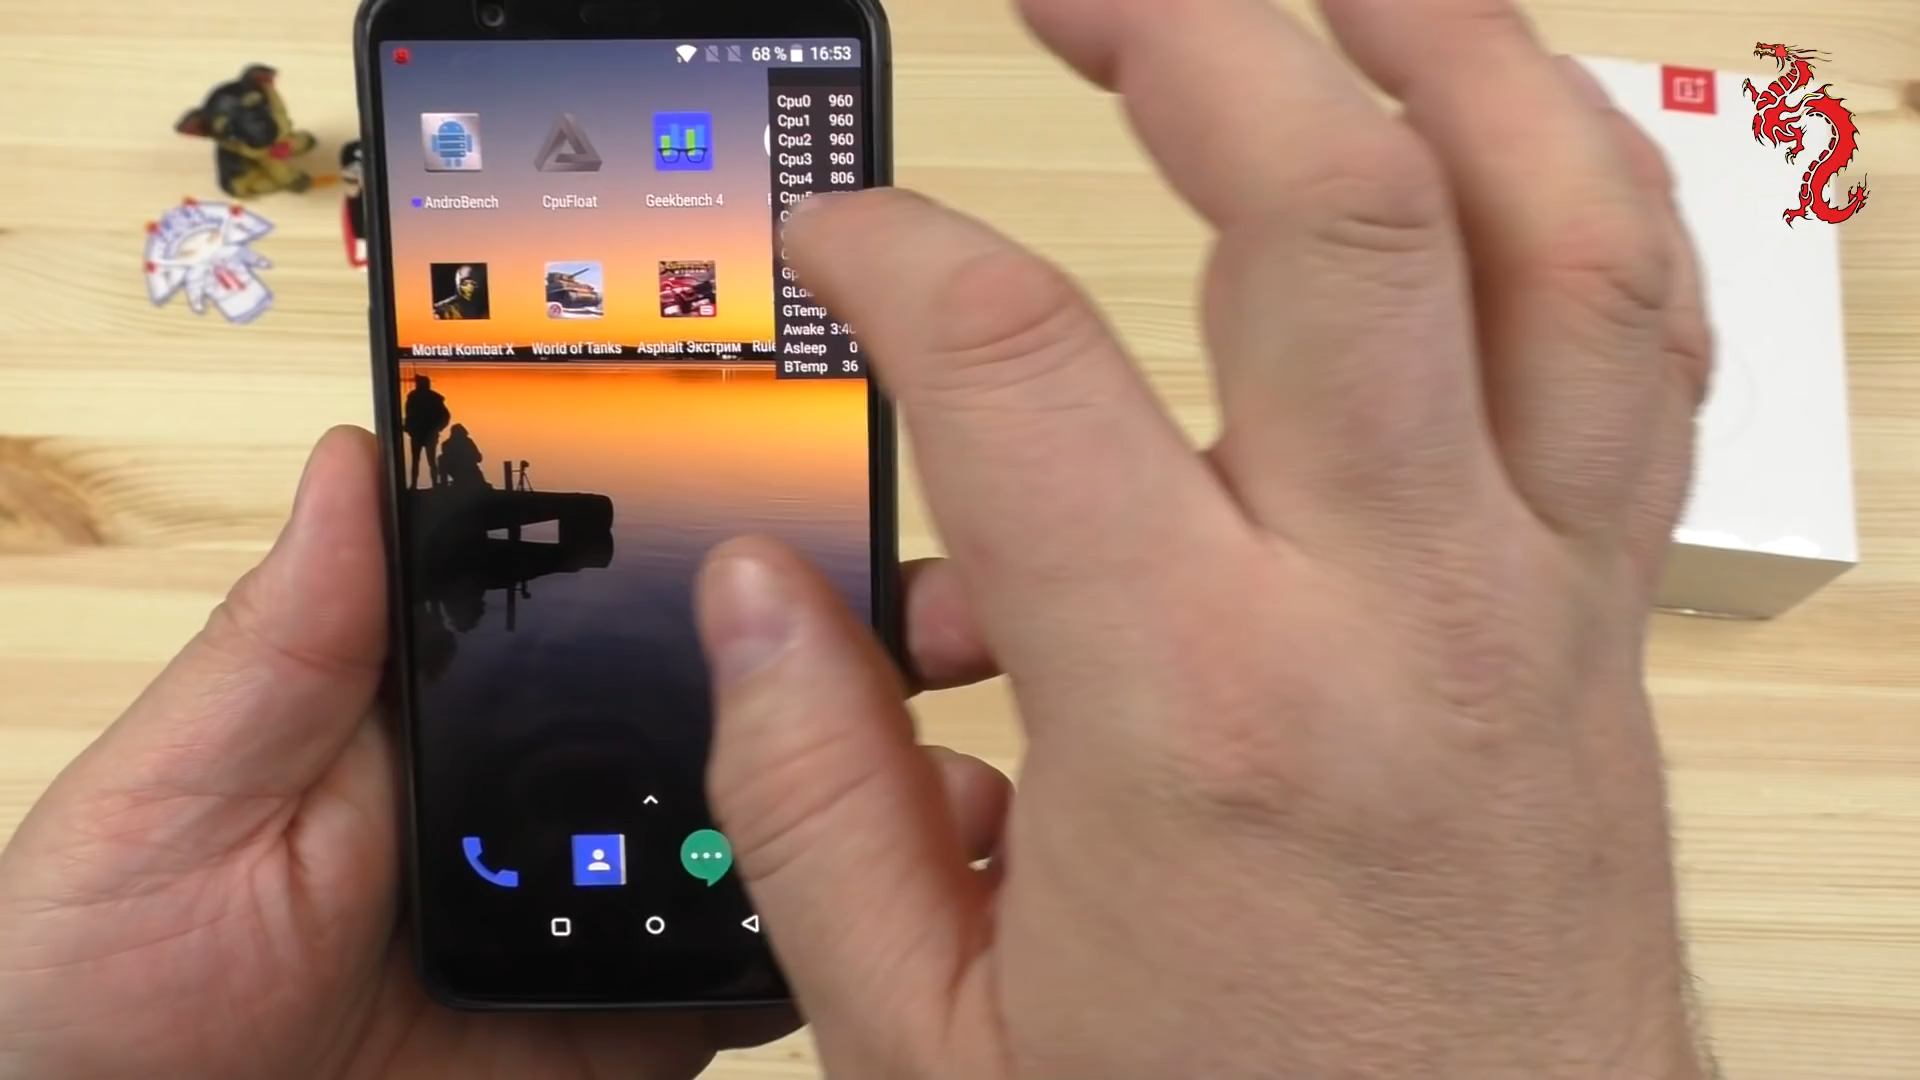 68 % 16:53
Cpu0 960
Cpu1 960
Cpu2 960
Cpu3 960
Cpu4 806
AndroBench CpuFloat Geekbench 4
GTemp
Awake
Asleep 0
BTemp 36
Mortal Kombat X World of Tanks Asphalt Экстрим